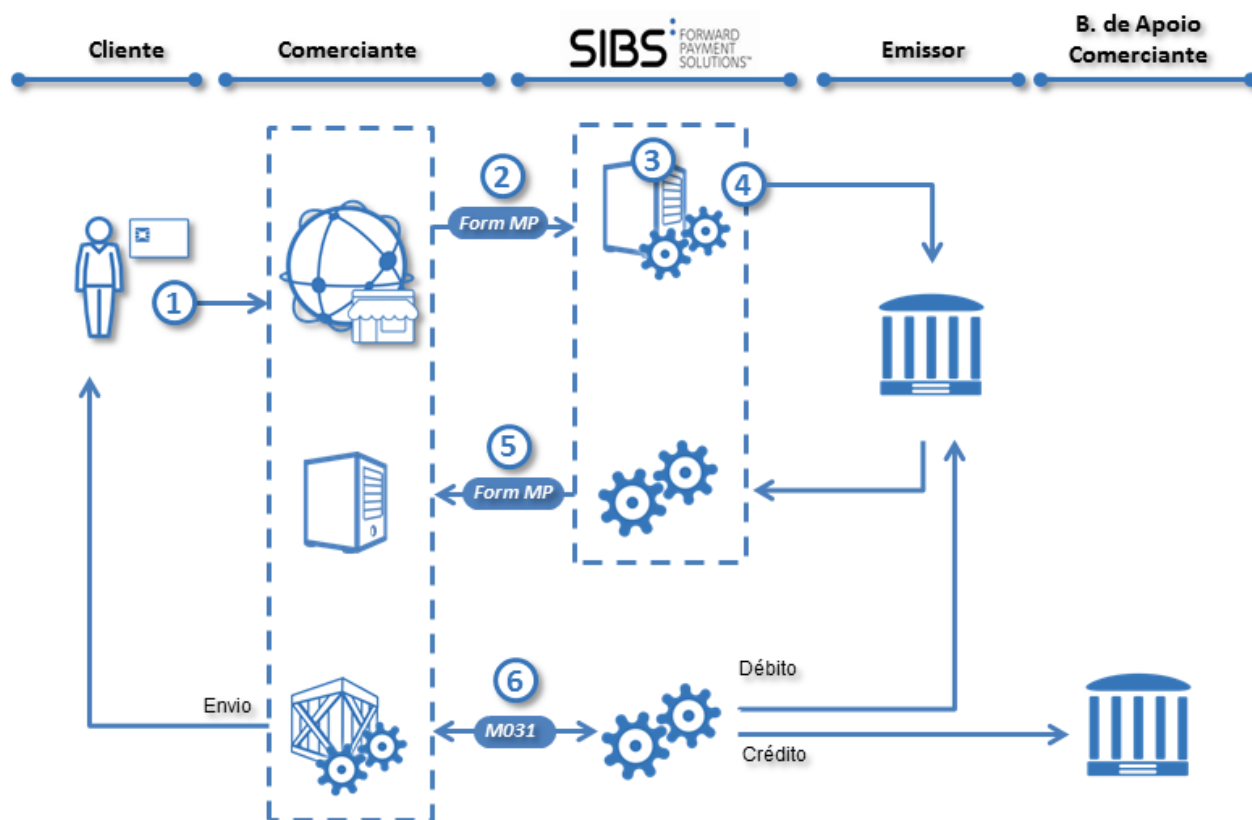 Cliente
Comerciante
SIBS FORWARD
PAYMENT
SOLUTIONS™
Emissor
B. de Apoio
Comerciante
1
2
Form MP
3
4
5
Form MP
6
M031
Envio
Débito
Crédito